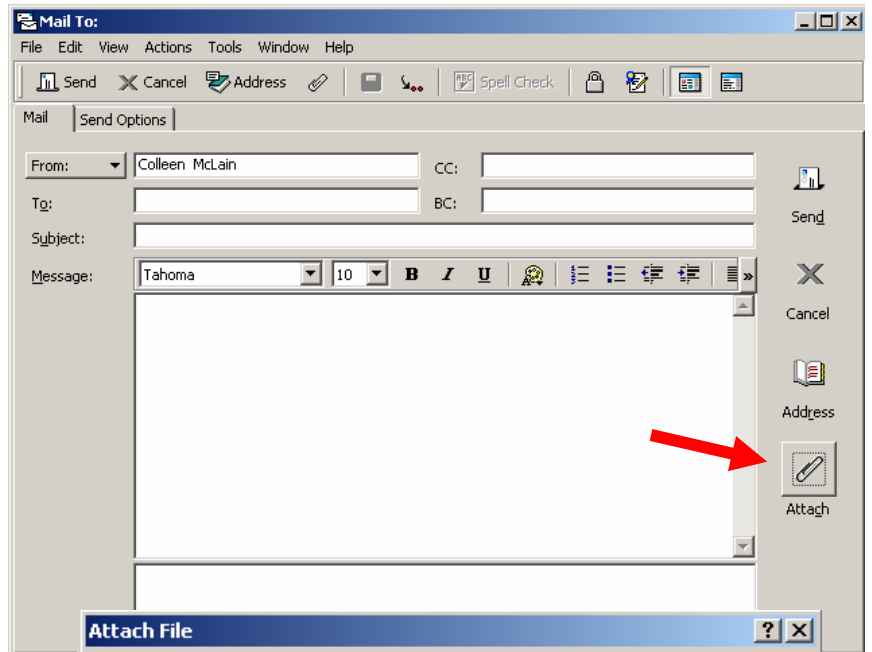 Mail To:
File Edit View Actions Tools Window Help
Send Cancel Address Spell Check
Mail Send Options
From: Colleen McLain CC:
To: BC:
Send
Subject:
Message: Tahoma 10 B I U »
Cancel
Address
Attach
Attach File ?